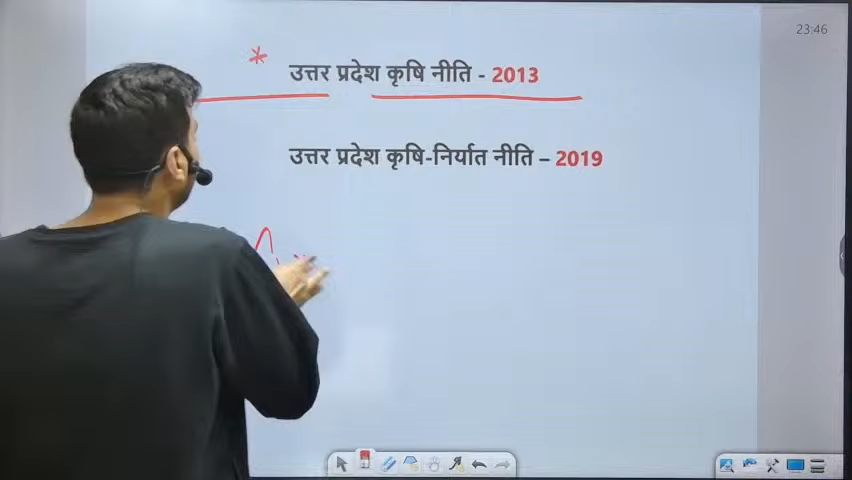 23:46
* उत्तर प्रदेश कृषि नीति - 2013
उत्तर प्रदेश कृषि-निर्यात नीति – 2019